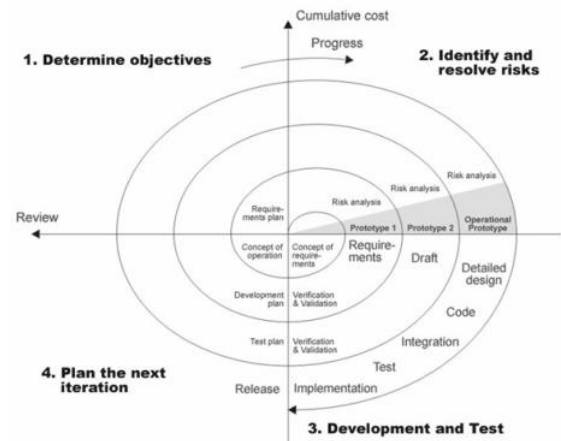 Cumulative cost
Progress
1. Determine objectives
2. Identify and
resolve risks
Risk analysis
Risk analysis
Risk analysis
Require-
ments plan
Review
Prototype 1
Prototype 2
Operational
Prototype
Concept of
operation
Concept of
require-
ments
Require-
ments
Draft
Detailed
design
Development
plan
Verification
& Validation
Code
Test plan
Verification
& Validation
Integration
Test
4. Plan the next
iteration
Release
Implementation
3. Development and Test